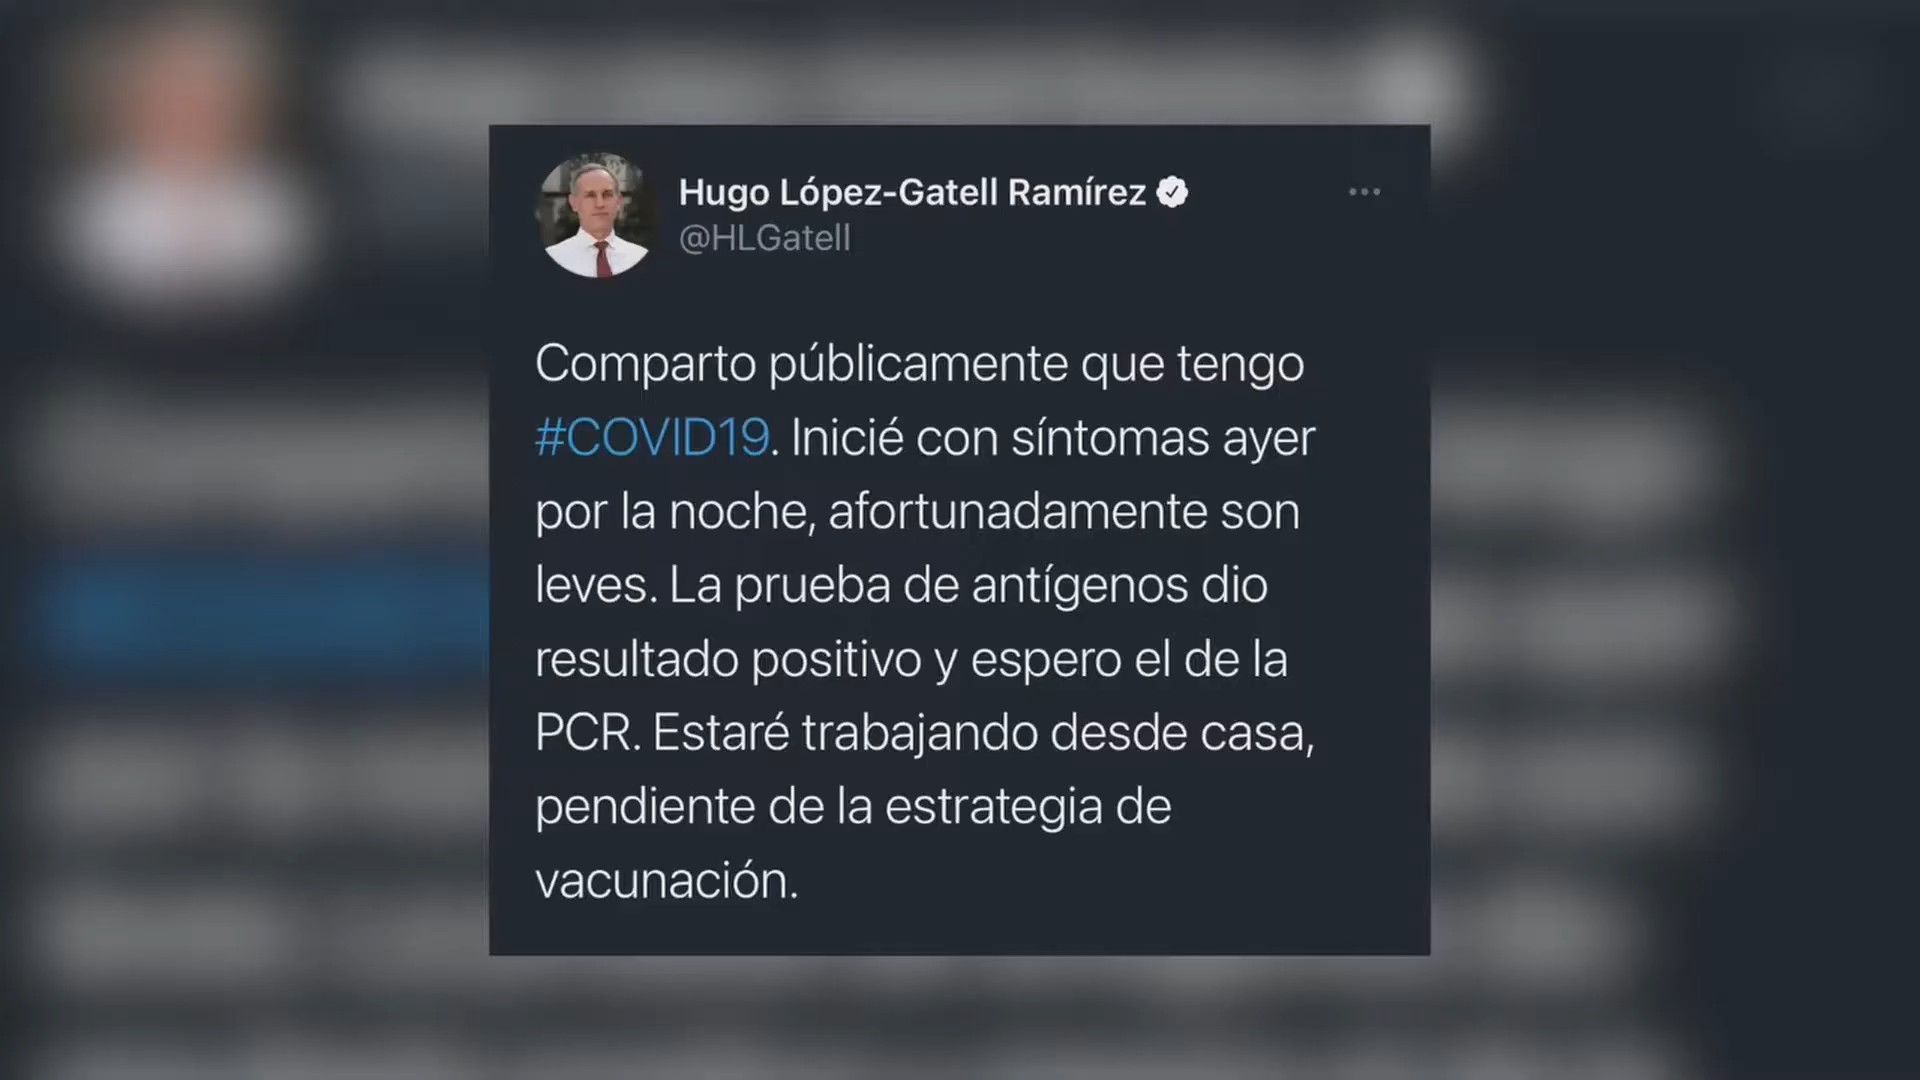 Hugo López-Gatell Ramírez
@HLGatell
Comparto públicamente que tengo
#COVID19. Inicié con síntomas ayer
por la noche, afortunadamente son
leves. La prueba de antígenos dio
resultado positivo y espero el de la
PCR. Estaré trabajando desde casa,
pendiente de la estrategia de
vacunación.